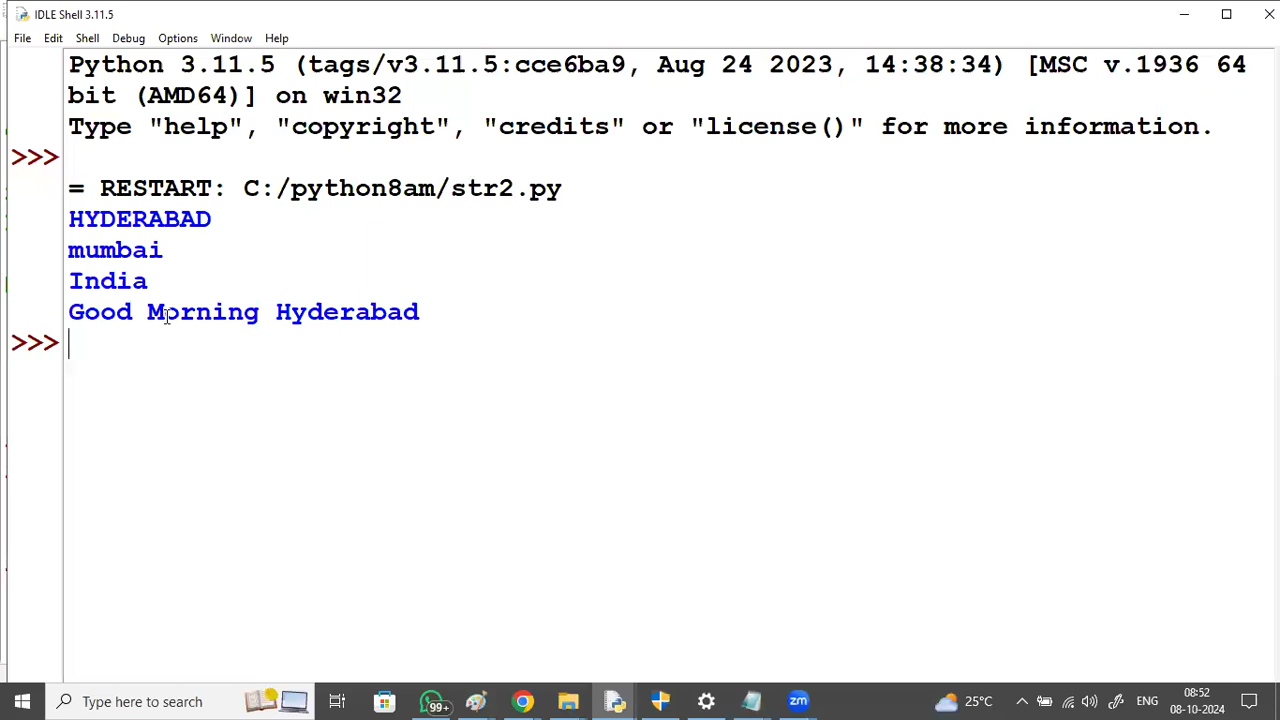 IDLE Shell 3.11.5
File Edit Shell Debug Options Window Help
Python 3.11.5 (tags/v3.11.5:cce6ba9, Aug 24 2023, 14:38:34) [MSC v.1936 64
bit (AMD64)] on win32
Type "help", "copyright", "credits" or "license()" for more information.
>>>
= RESTART: C:/python8am/str2.py
HYDERABAD
mumbai
India
Good Morning Hyderabad
>>>
Type here to search
99+
zm
25°C
ENG
08:52
08-10-2024